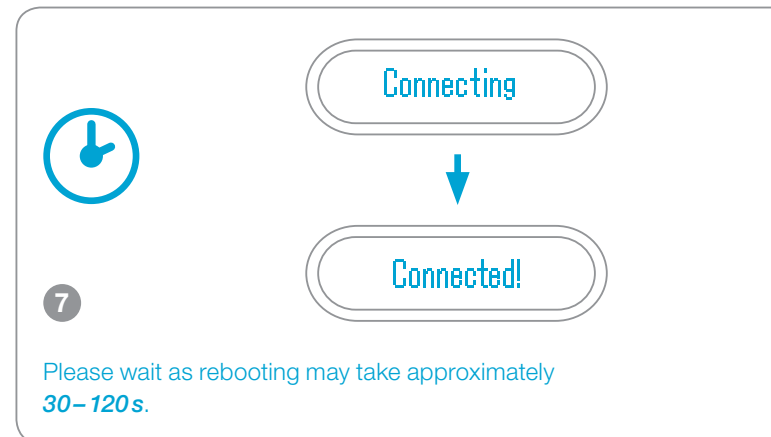 Connecting
Connected!
7
Please wait as rebooting may take approximately
30–120 s.